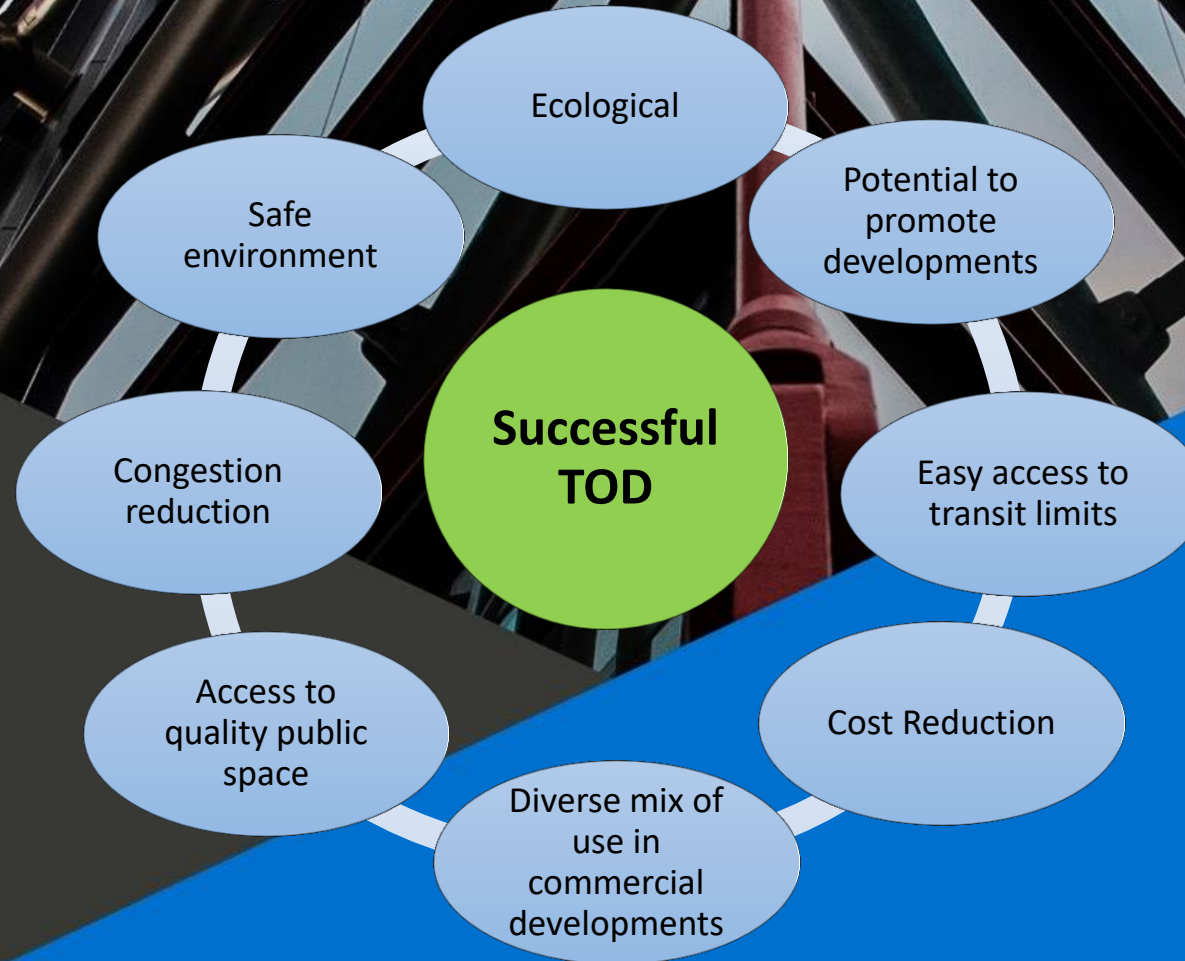 Ecological
Potential to
promote
developments
Easy access to
transit limits
Cost Reduction
Diverse mix of
use in
commercial
developments
Access to
quality public
space
Congestion
reduction
Safe
environment
Successful
TOD